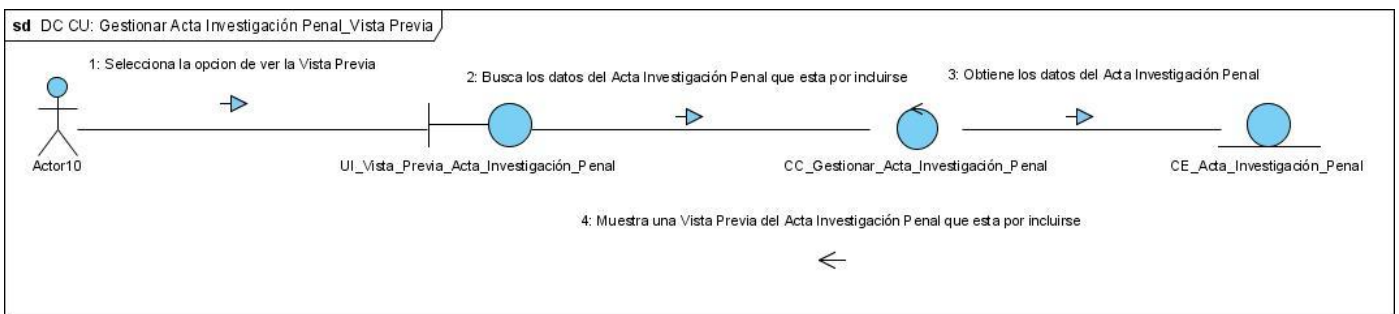 sd DC CU: Gestionar Acta Investigación Penal_Vista Previa
1: Selecciona la opcion de ver la Vista Previa
2: Busca los datos del Acta Investigación Penal que esta por incluirse
3: Obtiene los datos del Acta Investigación Penal
Actor10
UI_Vista_Previa_Acta_Investigación_Penal
CC_Gestionar_Acta_Investigación_Penal
CE_Acta_Investigación_Penal
4: Muestra una Vista Previa del Acta Investigación Penal que esta por incluirse